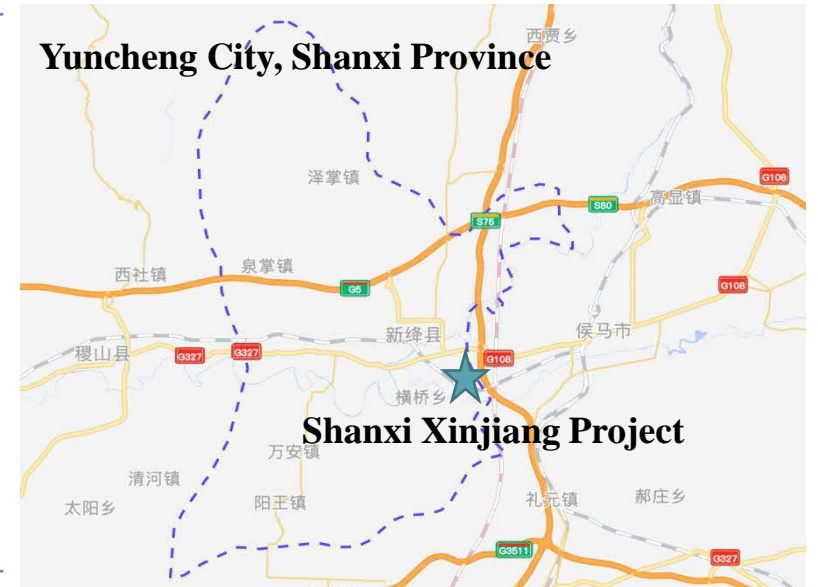 西贾乡
Yuncheng City, Shanxi Province
泽掌镇
G108
S80
高显镇
S75
西社镇
泉掌镇
G5
G108
新绛县
侯马市
稷山县
G327
G327
G108
横桥乡
Shanxi Xinjiang Project
万安镇
清河镇
太阳乡
阳王镇
礼元镇
郝庄乡
G3511
G327